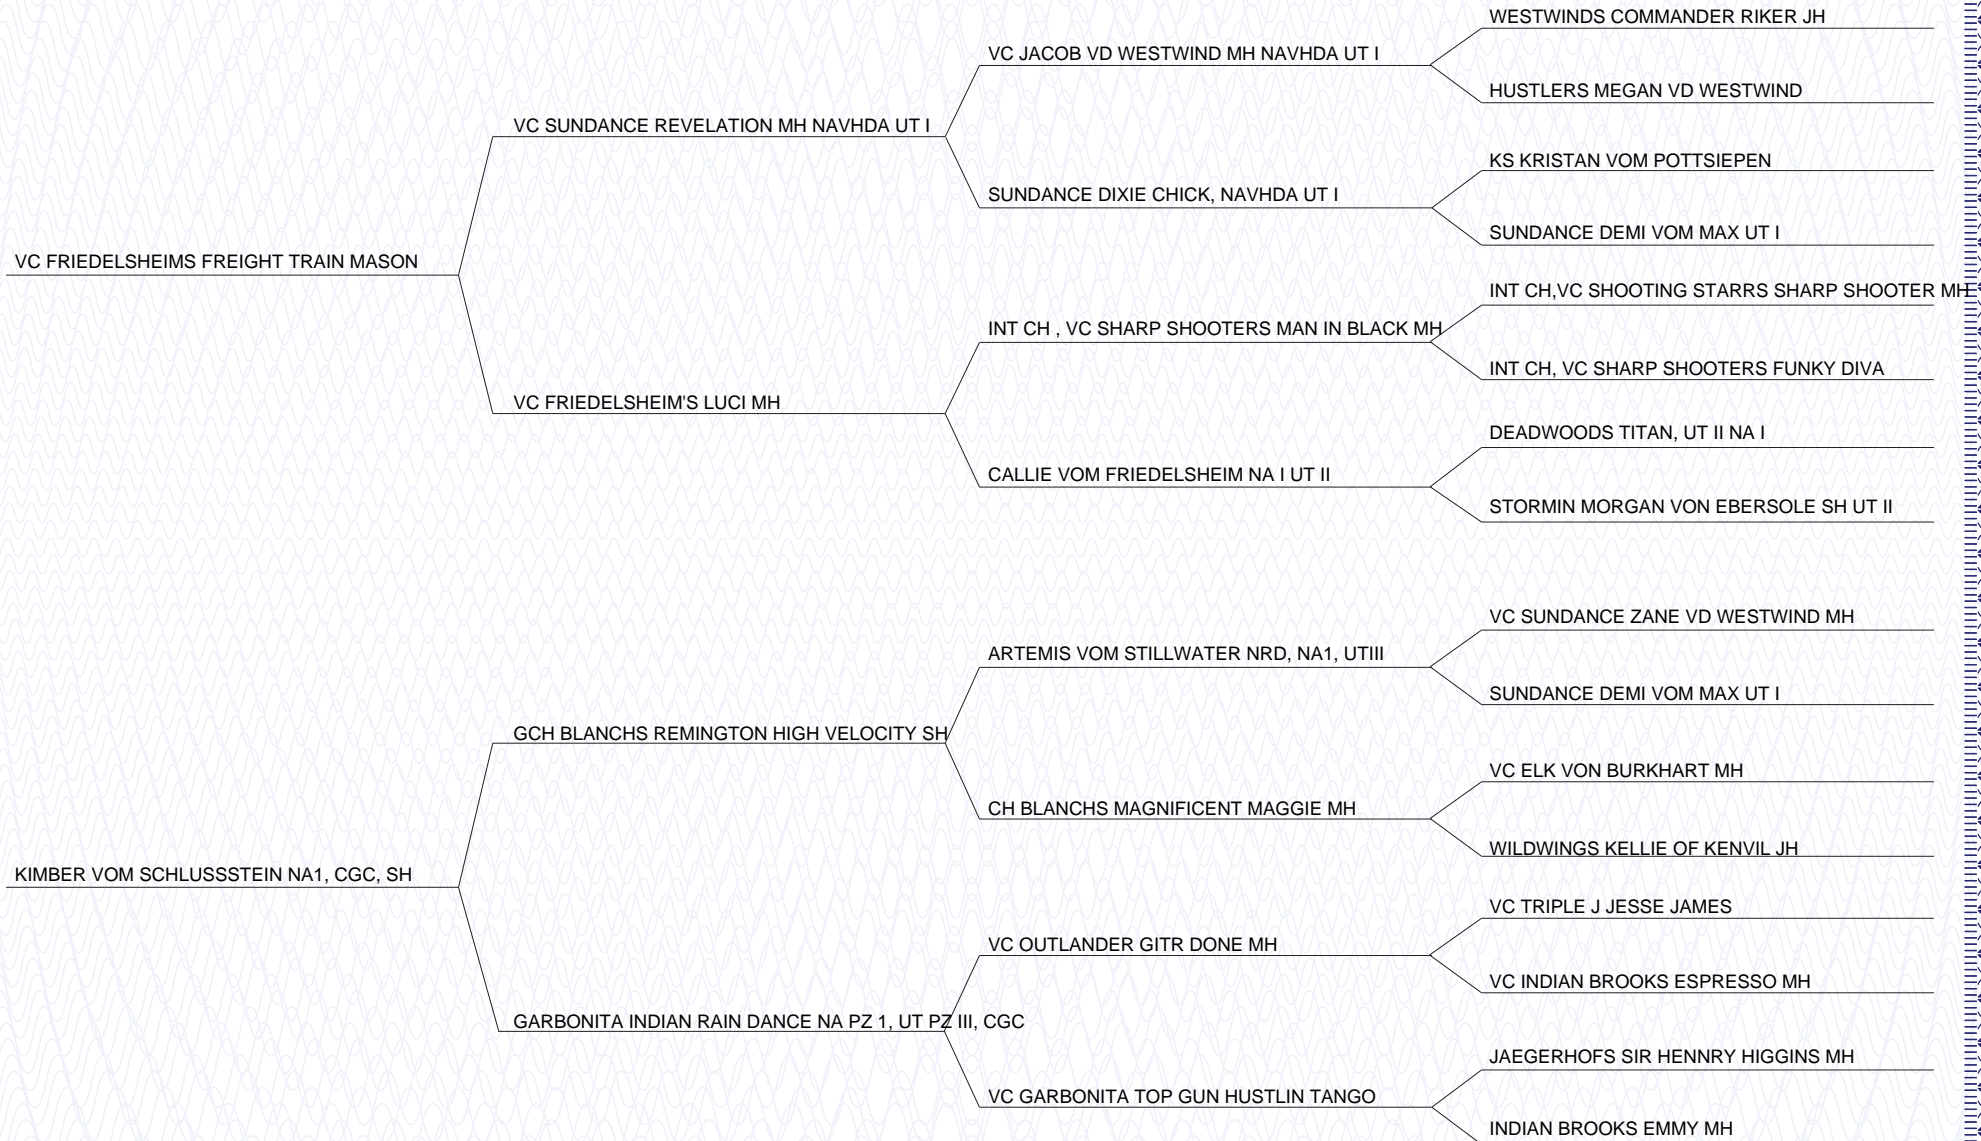 WESTWINDS COMMANDER RIKER JH
VC JACOB VD WESTWIND MH NAVHDA UT I
HUSTLERS MEGAN VD WESTWIND
VC SUNDANCE REVELATION MH NAVHDA UT I
KS KRISTAN VOM POTTSIEPEN
SUNDANCE DIXIE CHICK, NAVHDA UT I
SUNDANCE DEMI VOM MAX UT I
VC FRIEDELSHEIMS FREIGHT TRAIN MASON
INT CH,VC SHOOTING STARRS SHARP SHOOTER MH
INT CH , VC SHARP SHOOTERS MAN IN BLACK MH
INT CH, VC SHARP SHOOTERS FUNKY DIVA
VC FRIEDELSHEIM'S LUCI MH
DEADWOODS TITAN, UT II NA I
CALLIE VOM FRIEDELSHEIM NA I UT II
STORMIN MORGAN VON EBERSOLE SH UT II
VC SUNDANCE ZANE VD WESTWIND MH
ARTEMIS VOM STILLWATER NRD, NA1, UTIII
SUNDANCE DEMI VOM MAX UT I
GCH BLANCHS REMINGTON HIGH VELOCITY SH
VC ELK VON BURKHART MH
CH BLANCHS MAGNIFICENT MAGGIE MH
WILDWINGS KELLIE OF KENVIL JH
KIMBER VOM SCHLUSSSTEIN NA1, CGC, SH
VC TRIPLE J JESSE JAMES
VC OUTLANDER GITR DONE MH
VC INDIAN BROOKS ESPRESSO MH
GARBONITA INDIAN RAIN DANCE NA PZ 1, UT PZ III, CGC
JAEGERHOFS SIR HENNRY HIGGINS MH
VC GARBONITA TOP GUN HUSTLIN TANGO
INDIAN BROOKS EMMY MH